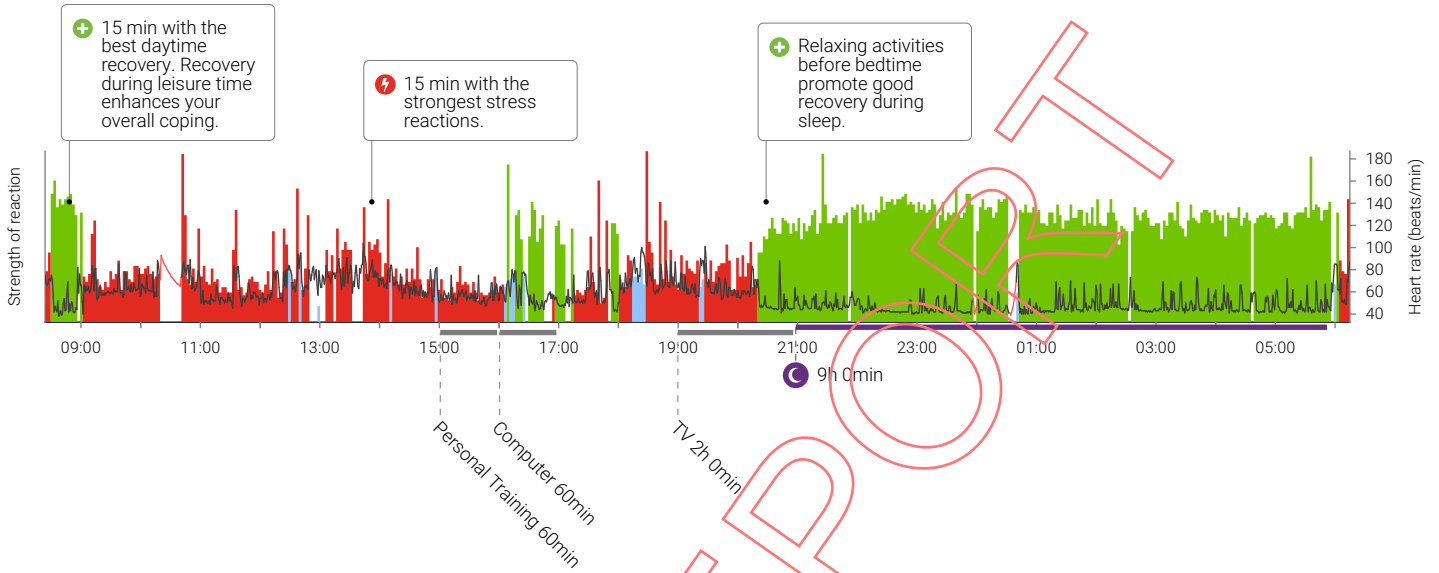 15 min with the
best daytime
recovery. Recovery
during leisure time
enhances your
overall coping.
15 min with the
strongest stress
reactions.
Relaxing activities
before bedtime
promote good
recovery during
sleep.
Strength of reaction
180
160
140
120
100
80
60
40
Heart rate (beats/min)
09:00 11:00 13:00 15:00 17:00 19:00 21:00 23:00 01:00 03:00 05:00
9h 0min
Personal Training 60min
Computer 60min
TV 2h 0min
PORT